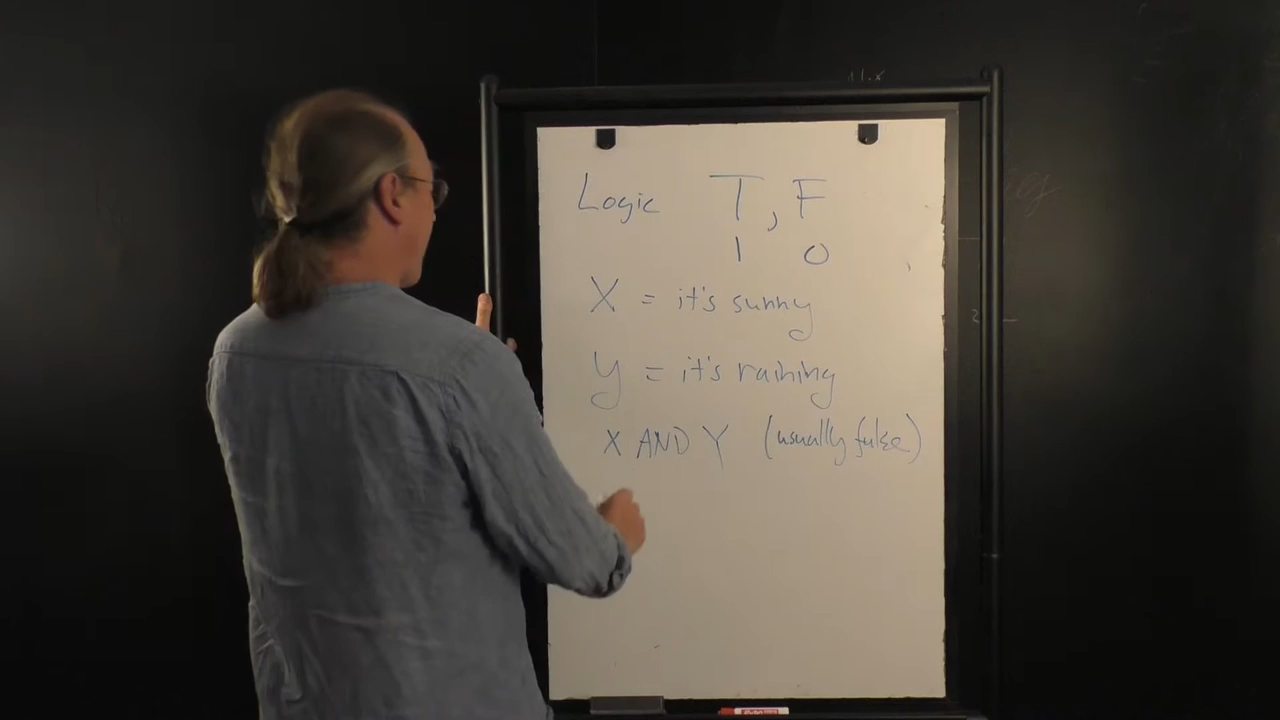 Logic T, F
1 0
X = it's sunny
Y = it's raining
X AND Y (usually false)